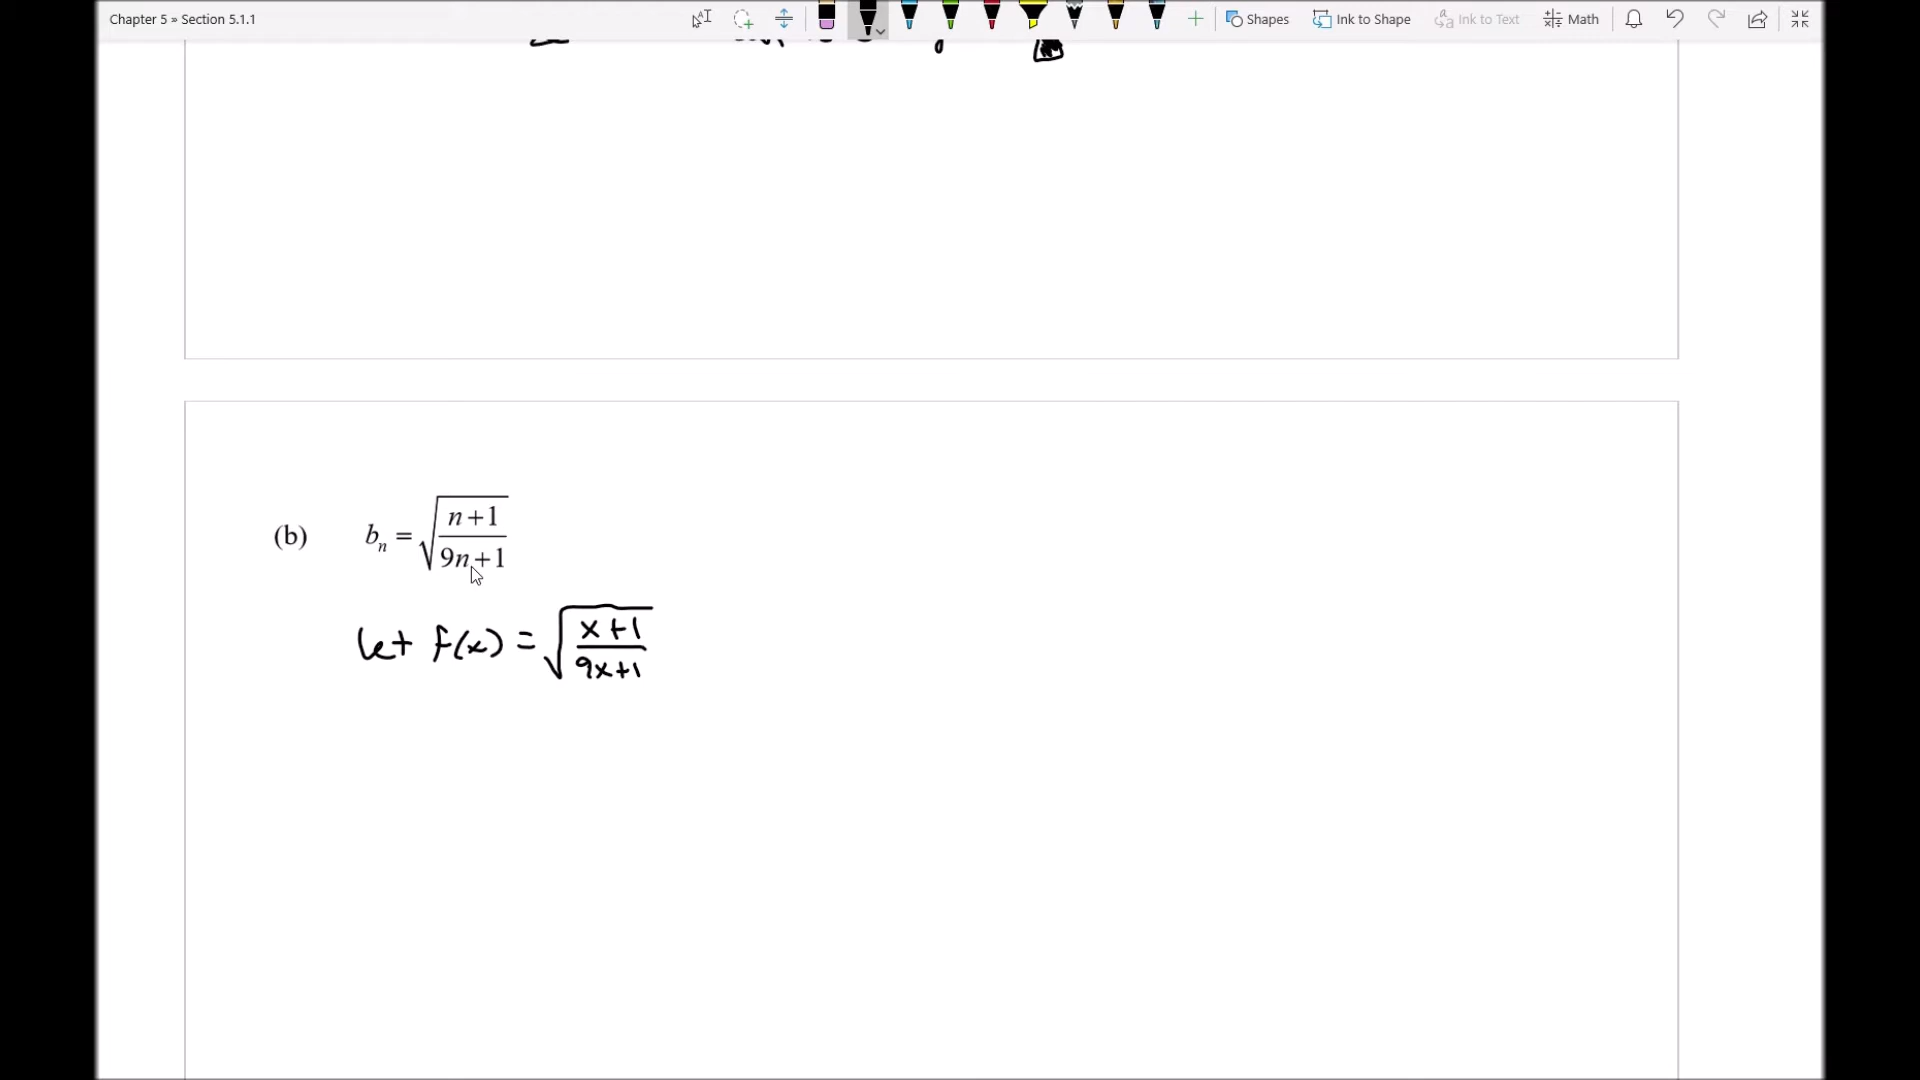 Chapter 5 » Section 5.1.1
Shapes
Ink to Shape
Ink to Text
Math
(b) bₙ = √((n+1)/(9n+1))
Let f(x) = √((x+1)/(9x+1))